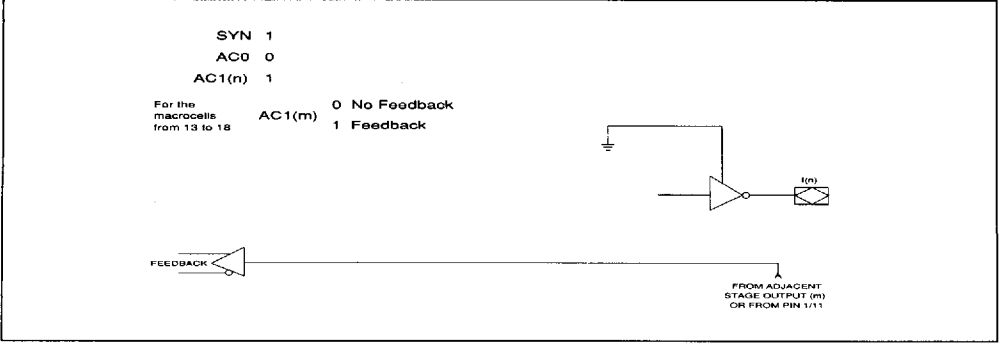 SYN 1
AC0 0
AC1(n) 1
For the
macrocells
from 13 to 18
AC1(m)
0 No Feedback
1 Feedback
I(n)
FEEDBACK
FROM ADJACENT
STAGE OUTPUT (m)
OR FROM PIN 1/11